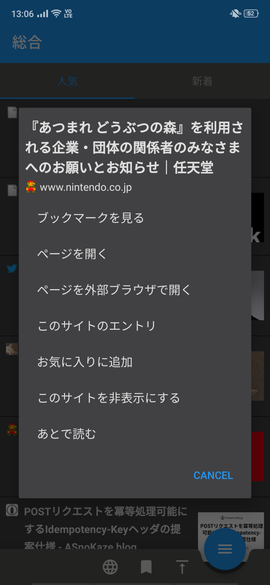 13:06
52
総合
人気
新着
『あつまれ どうぶつの森』を利用さ
れる企業・団体の関係者のみなさま
へのお願いとお知らせ｜任天堂
www.nintendo.co.jp
ブックマークを見る
ページを開く
ページを外部ブラウザで開く
このサイトのエントリ
お気に入りに追加
このサイトを非表示にする
あとで読む
CANCEL
POSTリクエストを冪等処理可能に
するIdempotency-Keyヘッダの提
案仕様 - ASnoKaze blog
POSTリクエストを冪等処理可能